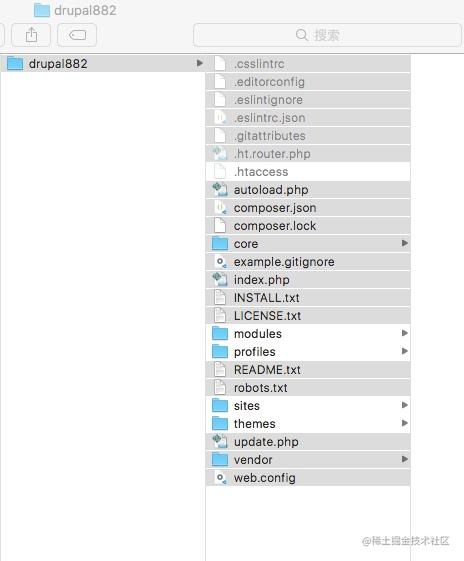 drupal882
搜索
drupal882
.csslintrc
.editorconfig
.eslintignore
.eslintrc.json
.gitattributes
.ht.router.php
.htaccess
autoload.php
composer.json
composer.lock
core
example.gitignore
index.php
INSTALL.txt
LICENSE.txt
modules
profiles
README.txt
robots.txt
sites
themes
update.php
vendor
web.config
@稀土掘金技术社区